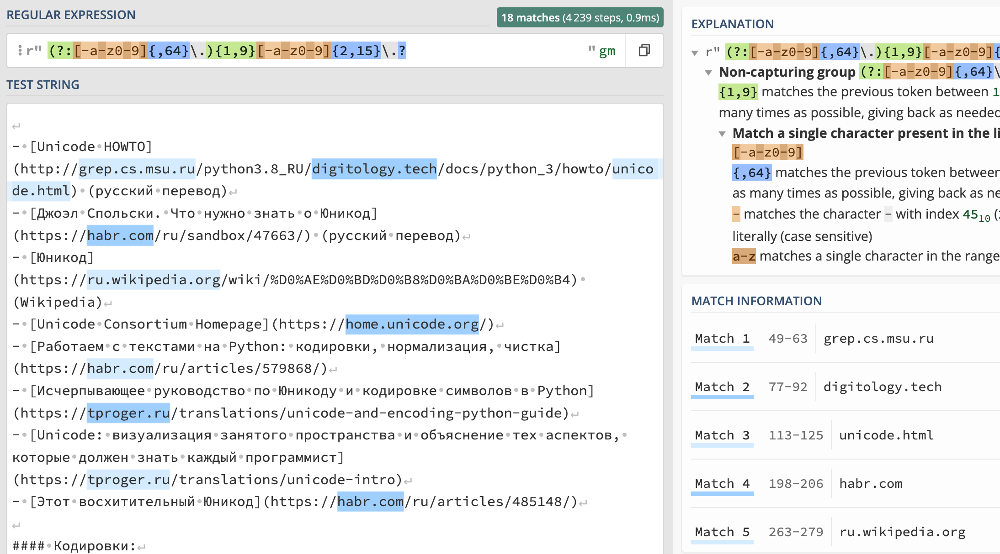 REGULAR EXPRESSION
18 matches (4 239 steps, 0.9ms)
r" (?:[-a-z0-9]{,64}\.){1,9}[-a-z0-9]{2,15}\.? " gm
TEST STRING
↵
- [Unicode HOWTO]
(http://grep.cs.msu.ru/python3.8_RU/digitology.tech/docs/python_3/howto/unico
de.html) (русский перевод)↵
- [Джоэл Спольски. Что нужно знать о Юникод]
(https://habr.com/ru/sandbox/47663/) (русский перевод)↵
- [Юникод]
(https://ru.wikipedia.org/wiki/%D0%AE%D0%BD%D0%B8%D0%BA%D0%BE%D0%B4)
(Wikipedia)↵
- [Unicode Consortium Homepage](https://home.unicode.org/)↵
- [Работаем с текстами на Python: кодировки, нормализация, чистка]
(https://habr.com/ru/articles/579868/)↵
- [Исчерпывающее руководство по Юникоду и кодировке символов в Python]
(https://tproger.ru/translations/unicode-and-encoding-python-guide)↵
- [Unicode: визуализация занятого пространства и объяснение тех аспектов,
которые должен знать каждый программист]
(https://tproger.ru/translations/unicode-intro)↵
- [Этот восхитительный Юникод](https://habr.com/ru/articles/485148/)↵
↵
#### Кодировки:↵
EXPLANATION
r" (?:[-a-z0-9]{,64}\.){1,9}[-a-z0-9]{
Non-capturing group (?:[-a-z0-9]{,64}\
{1,9} matches the previous token between 1
many times as possible, giving back as needed
Match a single character present in the li
[-a-z0-9]
{,64} matches the previous token between
as many times as possible, giving back as ne
- matches the character - with index 45₁₀ (
literally (case sensitive)
a-z matches a single character in the range
MATCH INFORMATION
Match 1 49-63 grep.cs.msu.ru
Match 2 77-92 digitology.tech
Match 3 113-125 unicode.html
Match 4 198-206 habr.com
Match 5 263-279 ru.wikipedia.org